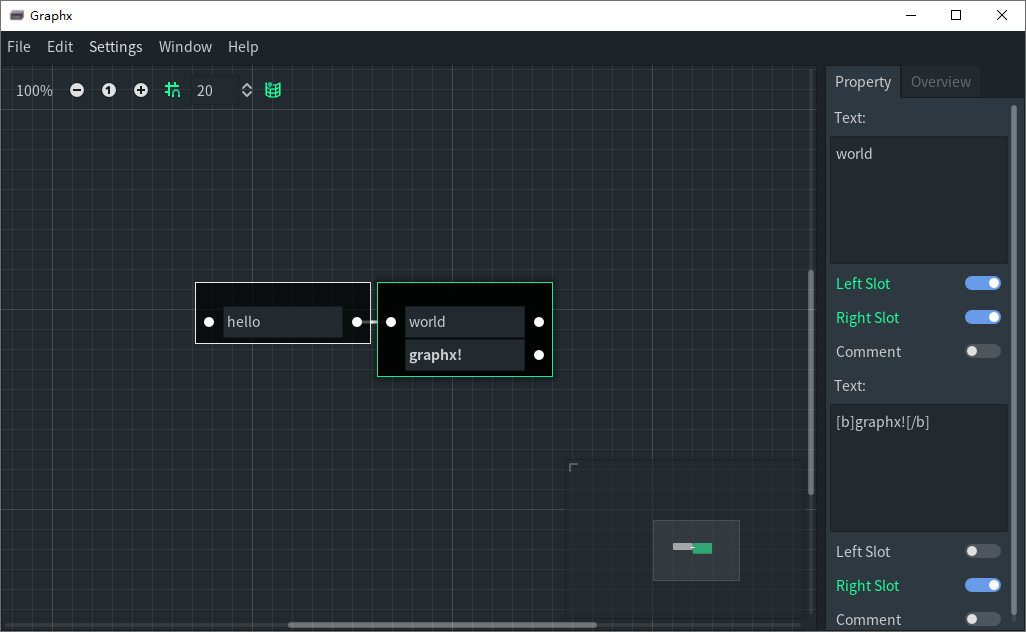 Graphx
File Edit Settings Window Help
100% 1 20
Property Overview
Text:
world
Left Slot
Right Slot
Comment
Text:
[b]graphx![/b]
Left Slot
Right Slot
Comment
hello
world
graphx!